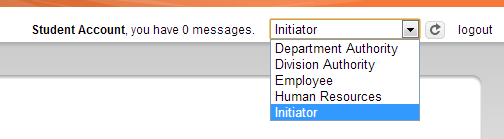 Student Account, you have 0 messages. Initiator logout
Department Authority
Division Authority
Employee
Human Resources
Initiator